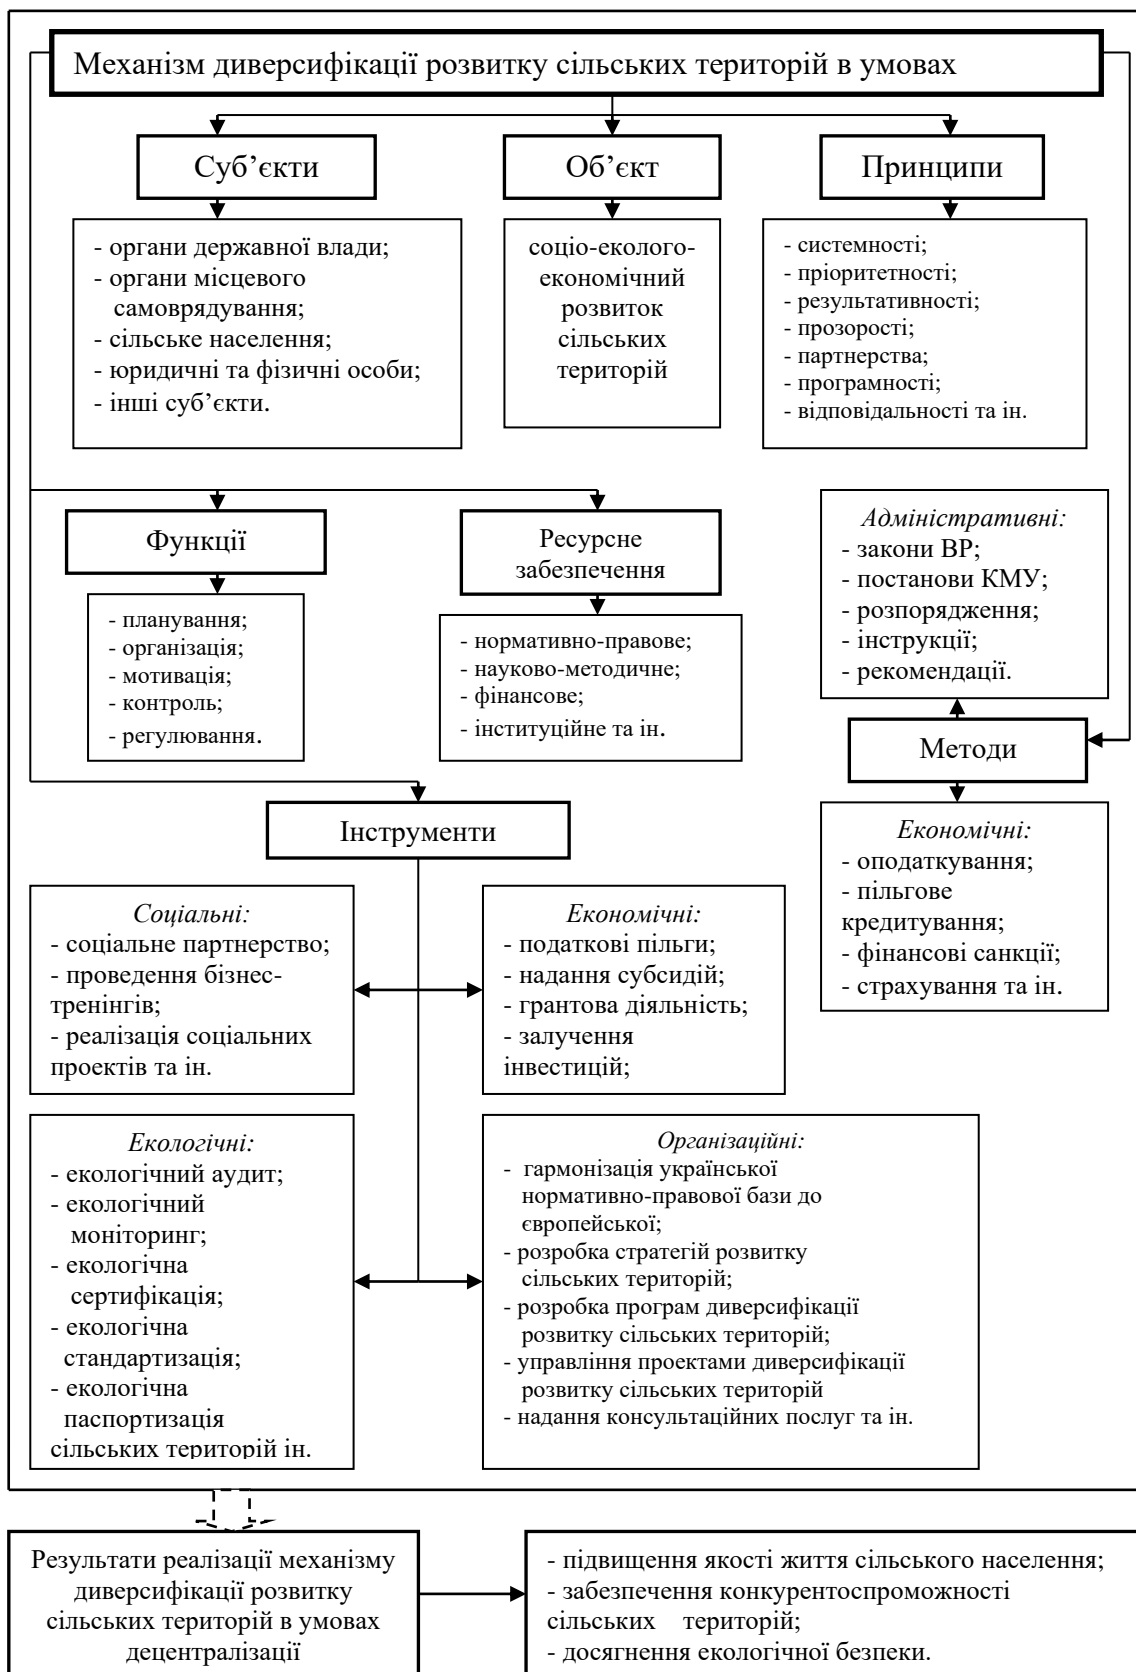 Механізм диверсифікації розвитку сільських територій в умовах
Суб’єкти
- органи державної влади;
- органи місцевого
самоврядування;
- сільське населення;
- юридичні та фізичні особи;
- інші суб’єкти.
Об’єкт
соціо-еколого-
економічний
розвиток
сільських
територій
Принципи
- системності;
- пріоритетності;
- результативності;
- прозорості;
- партнерства;
- програмності;
- відповідальності та ін.
Функції
- планування;
- організація;
- мотивація;
- контроль;
- регулювання.
Ресурсне
забезпечення
- нормативно-правове;
- науково-методичне;
- фінансове;
- інституційне та ін.
Адміністративні:
- закони ВР;
- постанови КМУ;
- розпорядження;
- інструкції;
- рекомендації.
Методи
Економічні:
- оподаткування;
- пільгове
кредитування;
- фінансові санкції;
- страхування та ін.
Інструменти
Соціальні:
- соціальне партнерство;
- проведення бізнес-
тренінгів;
- реалізація соціальних
проектів та ін.
Економічні:
- податкові пільги;
- надання субсидій;
- грантова діяльність;
- залучення
інвестицій;
Екологічні:
- екологічний аудит;
- екологічний
моніторинг;
- екологічна
сертифікація;
- екологічна
стандартизація;
- екологічна
паспортизація
сільських територій ін.
Організаційні:
- гармонізація української
нормативно-правової бази до
європейської;
- розробка стратегій розвитку
сільських територій;
- розробка програм диверсифікації
розвитку сільських територій;
- управління проектами диверсифікації
розвитку сільських територій
- надання консультаційних послуг та ін.
Результати реалізації механізму
диверсифікації розвитку
сільських територій в умовах
децентралізації
- підвищення якості життя сільського населення;
- забезпечення конкурентоспроможності
сільських територій;
- досягнення екологічної безпеки.